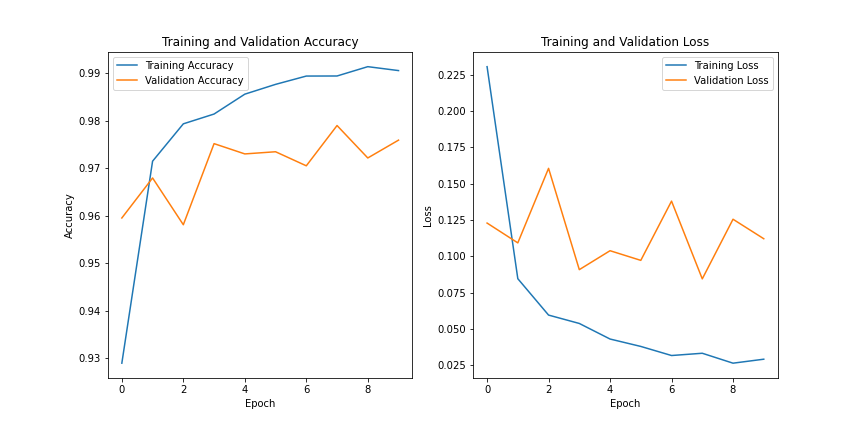 Training and Validation Accuracy
Training Accuracy
Validation Accuracy
0.99
0.98
0.97
0.96
0.95
0.94
0.93
Accuracy
0 2 4 6 8
Epoch
Training and Validation Loss
Training Loss
Validation Loss
0.225
0.200
0.175
0.150
0.125
0.100
0.075
0.050
0.025
Loss
0 2 4 6 8
Epoch